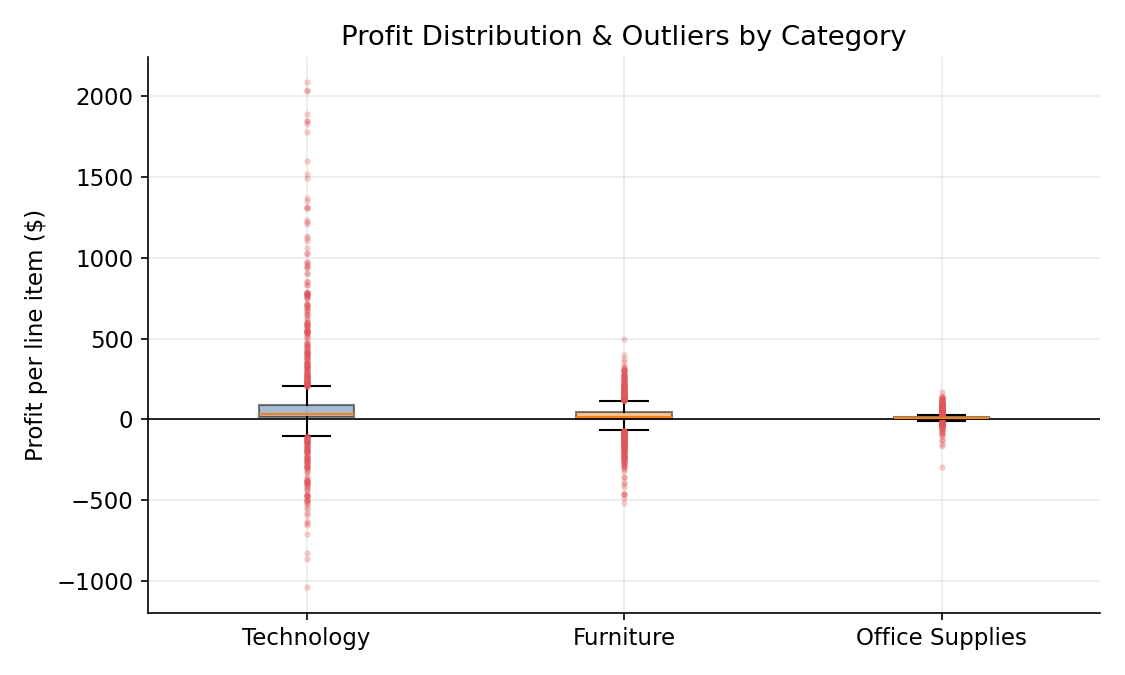 Profit Distribution & Outliers by Category
Profit per line item ($)
2000
1500
1000
500
0
−500
−1000
Technology Furniture Office Supplies